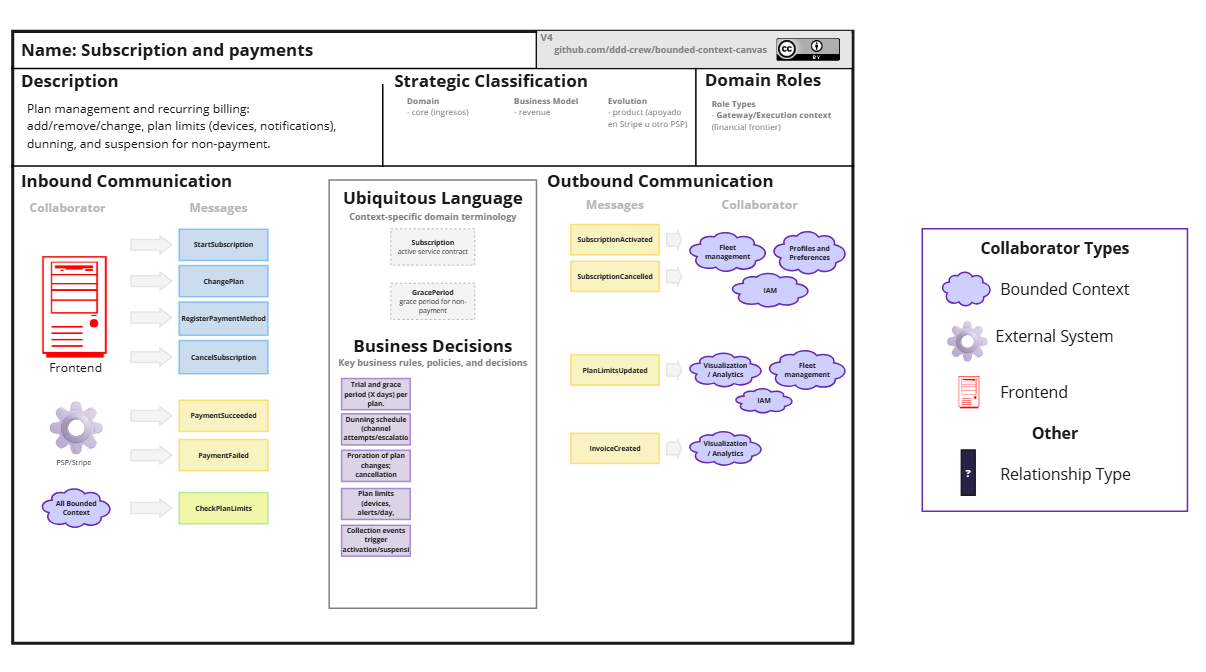 Name: Subscription and payments
V4
github.com/ddd-crew/bounded-context-canvas
cc
BY
Description
Plan management and recurring billing:
add/remove/change, plan limits (devices, notifications),
dunning, and suspension for non-payment.
Strategic Classification
Domain
- core (ingresos)
Business Model
- revenue
Evolution
- product (apoyado
en Stripe u otro PSP)
Domain Roles
Role Types
- Gateway/Execution context
(financial frontier)
Inbound Communication
Collaborator
Messages
Frontend
StartSubscription
ChangePlan
RegisterPaymentMethod
CancelSubscription
PSP/Stripe
PaymentSucceeded
PaymentFailed
All Bounded
Context
CheckPlanLimits
Ubiquitous Language
Context-specific domain terminology
Subscription
active service contract
GracePeriod
grace period for non-
payment
Business Decisions
Key business rules, policies, and decisions
Trial and grace
period (X days) per
plan.
Dunning schedule
(channel
attempts/escalatio
Proration of plan
changes;
cancellation
Plan limits
(devices,
alerts/day,
Collection events
trigger
activation/suspensi
Outbound Communication
Messages
Collaborator
SubscriptionActivated
SubscriptionCancelled
Fleet
management
Profiles and
Preferences
IAM
PlanLimitsUpdated
Visualization
/ Analytics
Fleet
management
IAM
InvoiceCreated
Visualization
/ Analytics
Collaborator Types
Bounded Context
External System
Frontend
Other
?
Relationship Type